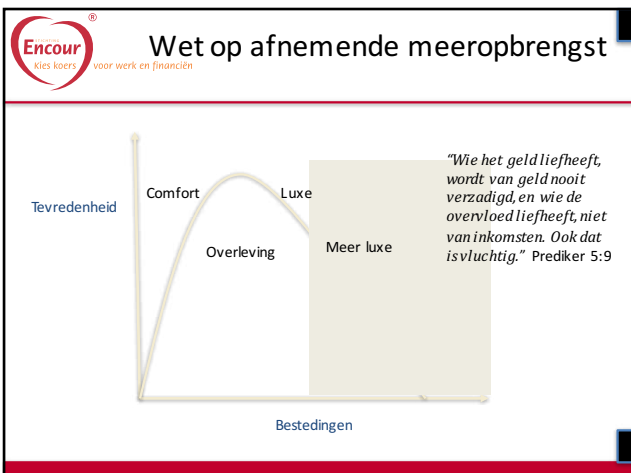 STICHTING
Encour
®
Kies koers voor werk en financiën
Wet op afnemende meeropbrengst
Tevredenheid
Comfort
Luxe
Overleving
Meer luxe
“Wie het geld liefheeft,
wordt van geld nooit
verzadigd, en wie de
overvloed liefheeft, niet
van inkomsten. Ook dat
is vluchtig.” Prediker 5:9
Bestedingen